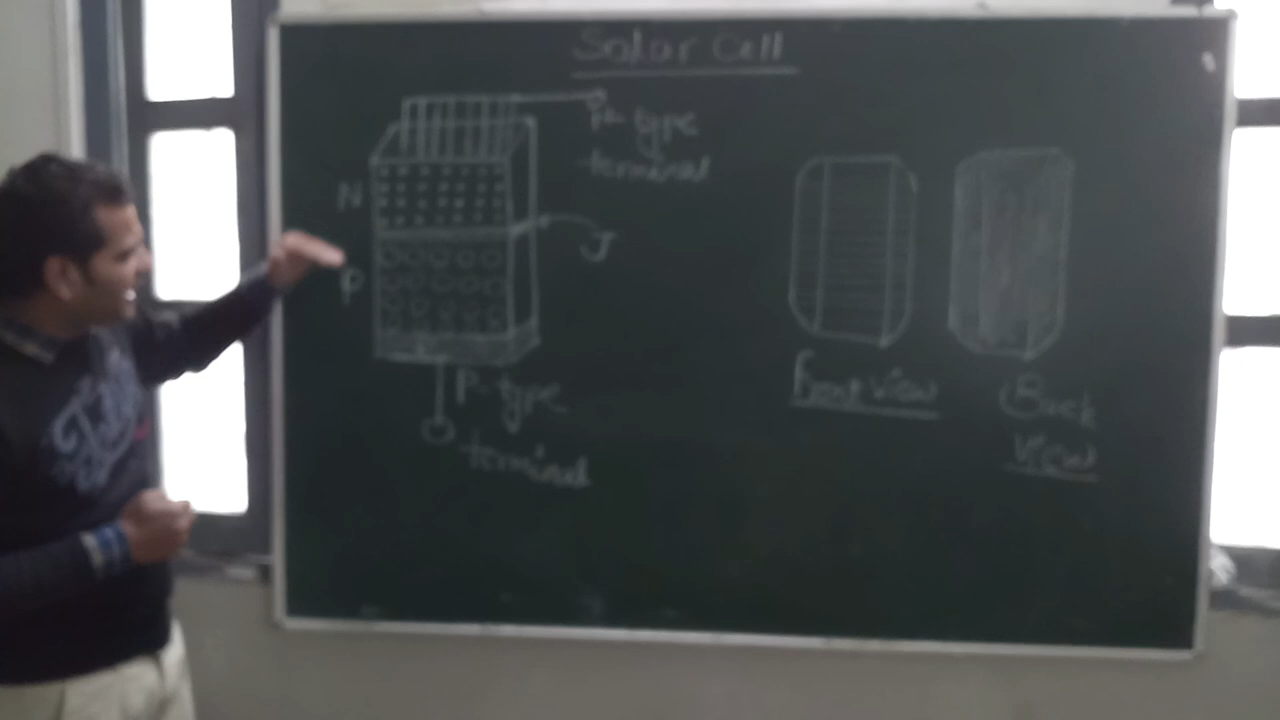 Solar Cell
type
terminal
N
J
P
P-type
terminal
Front View
Back
View